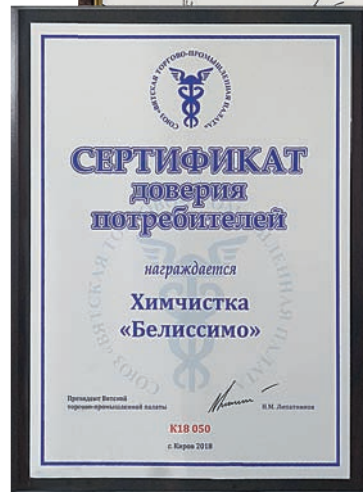 СОЮЗ «ВЯТСКАЯ ТОРГОВО-ПРОМЫШЛЕННАЯ ПАЛАТА»
СЕРТИФИКАТ
доверия
потребителей
награждается
Химчистка
«Белиссимо»
Президент Вятской
торгово-промышленной палаты
Н.М. Липатников
К18 050
г. Киров 2018